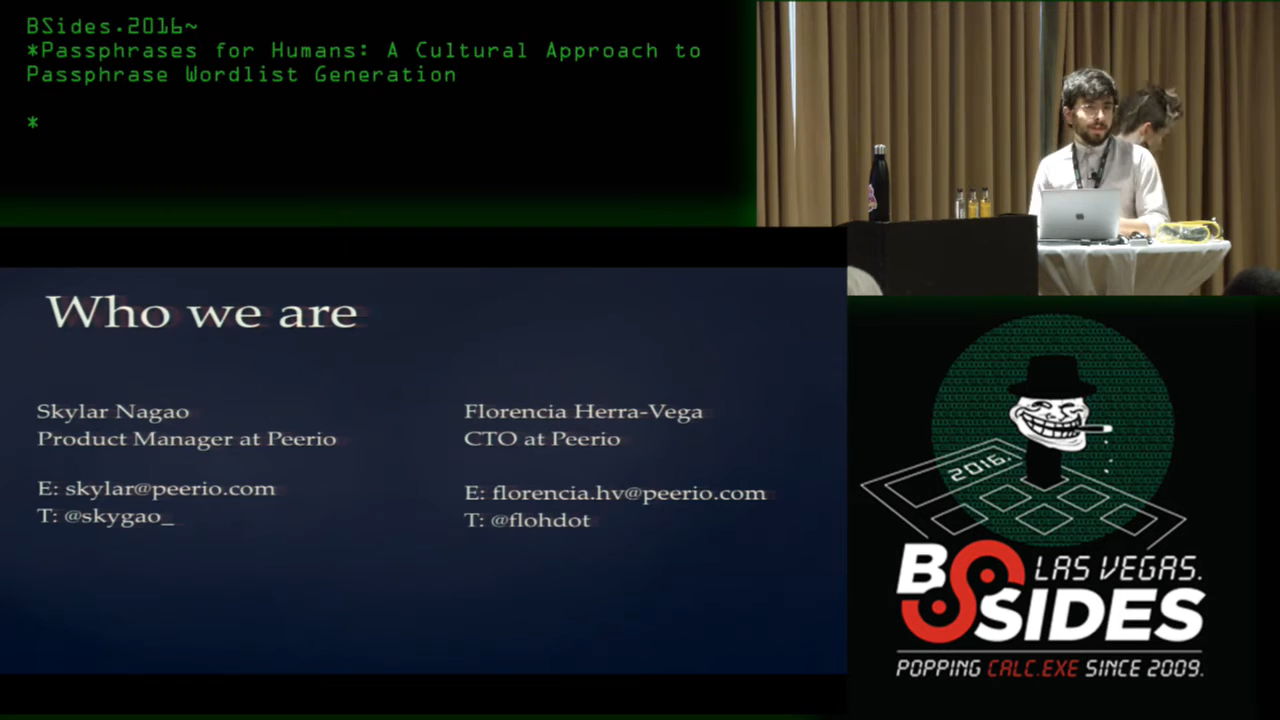 BSides.2016~
*Passphrases for Humans: A Cultural Approach to
Passphrase Wordlist Generation
*
Who we are
Skylar Nagao
Product Manager at Peerio
E: skylar@peerio.com
T: @skygao_
Florencia Herra-Vega
CTO at Peerio
E: florencia.hv@peerio.com
T: @flohdot
2016.
BSIDES
LAS VEGAS.
POPPING CALC.EXE SINCE 2009.